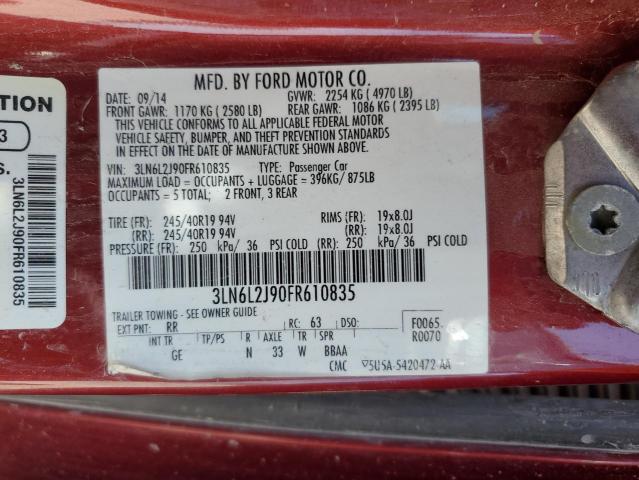 MFD. BY FORD MOTOR CO.
DATE: 09/14 GVWR: 2254 KG ( 4970 LB)
FRONT GAWR: 1170 KG ( 2580 LB) REAR GAWR: 1086 KG ( 2395 LB)
THIS VEHICLE CONFORMS TO ALL APPLICABLE FEDERAL MOTOR
VEHICLE SAFETY, BUMPER, AND THEFT PREVENTION STANDARDS
IN EFFECT ON THE DATE OF MANUFACTURE SHOWN ABOVE.
VIN: 3LN6L2J90FR610835 TYPE: Passenger Car
MAXIMUM LOAD = OCCUPANTS + LUGGAGE = 396KG/ 875LB
OCCUPANTS = 5 TOTAL; 2 FRONT, 3 REAR
TIRE (FR): 245/40R19 94V RIMS (FR): 19x8.0J
(RR): 245/40R19 94V (RR): 19x8.0J
PRESSURE (FR): 250 kPa/ 36 PSI COLD (RR): 250 kPa/ 36 PSI COLD
3LN6L2J90FR610835
TRAILER TOWING - SEE OWNER GUIDE
EXT PNT: RR RC: 63 DSO: F0065
R0070
INT TR TP/PS R AXLE TR SPR
GE N 33 W BBAA
CMC 5U5A-5420472-AA
TION
3
S.
3LN6L2J90FR610835